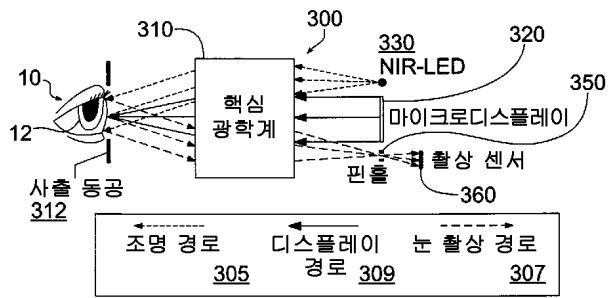 310
300
330
NIR-LED
320
350
10
12
핵심
광학계
마이크로디스플레이
핀홀
촬상 센서
360
사출 동공
312
조명 경로
305
디스플레이
경로
309
눈 촬상 경로
307